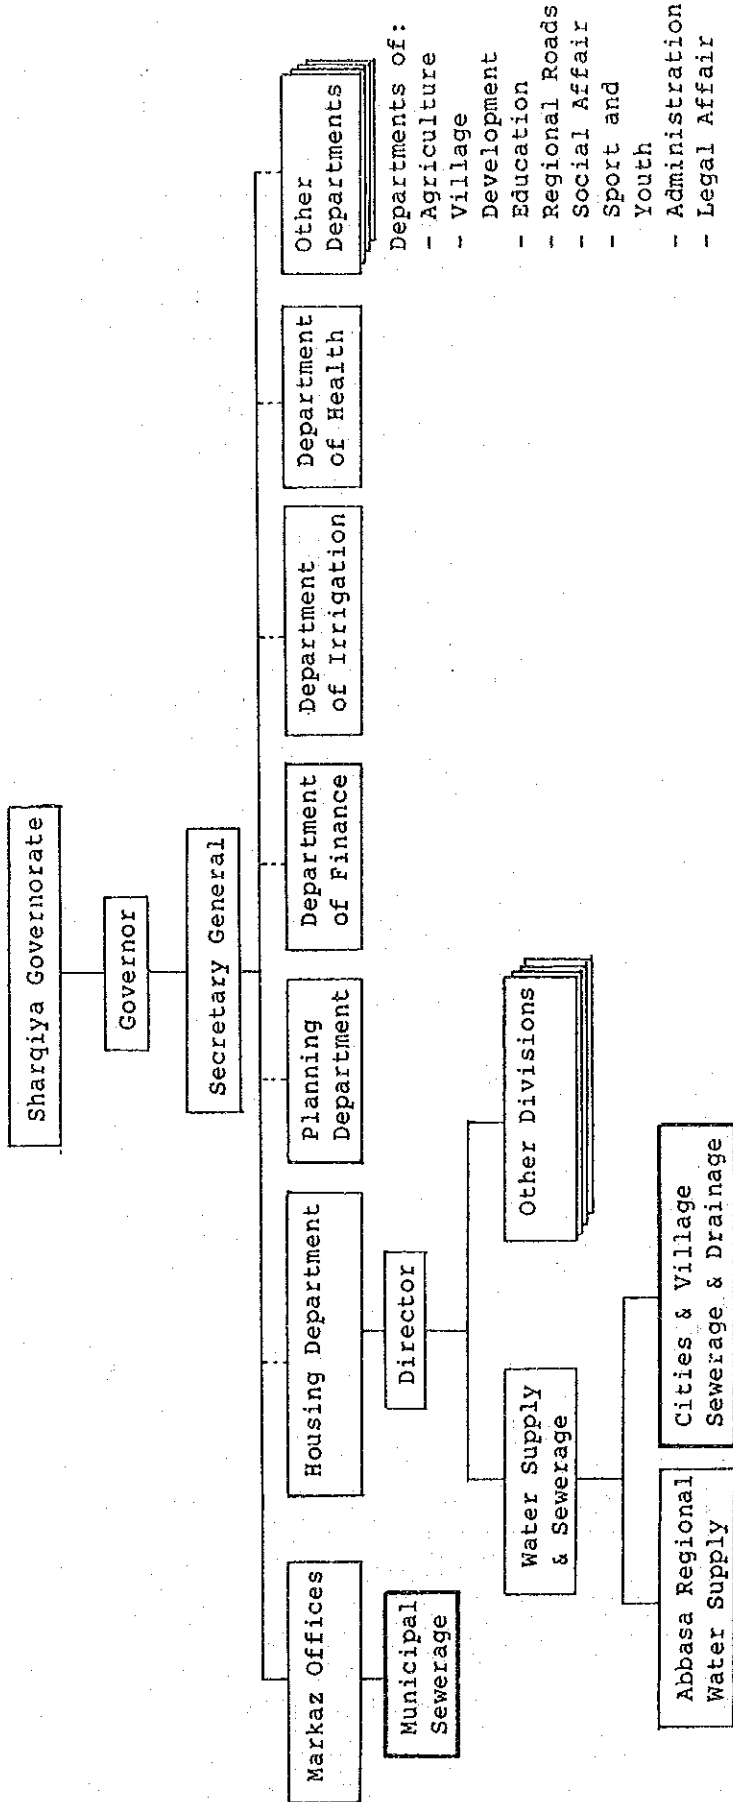 Sharqiya Governorate
Governor
Secretary General
Markaz Offices
Housing Department
Planning
Department
Department
of Finance
Department
of Irrigation
Department
of Health
Other
Departments
Municipal
Sewerage
Director
Departments of:
- Agriculture
- Village
Development
- Education
- Regional Roads
- Social Affair
- Sport and
Youth
- Administration
- Legal Affair
Water Supply
& Sewerage
Other Divisions
Abbasa Regional
Water Supply
Cities & Village
Sewerage & Drainage